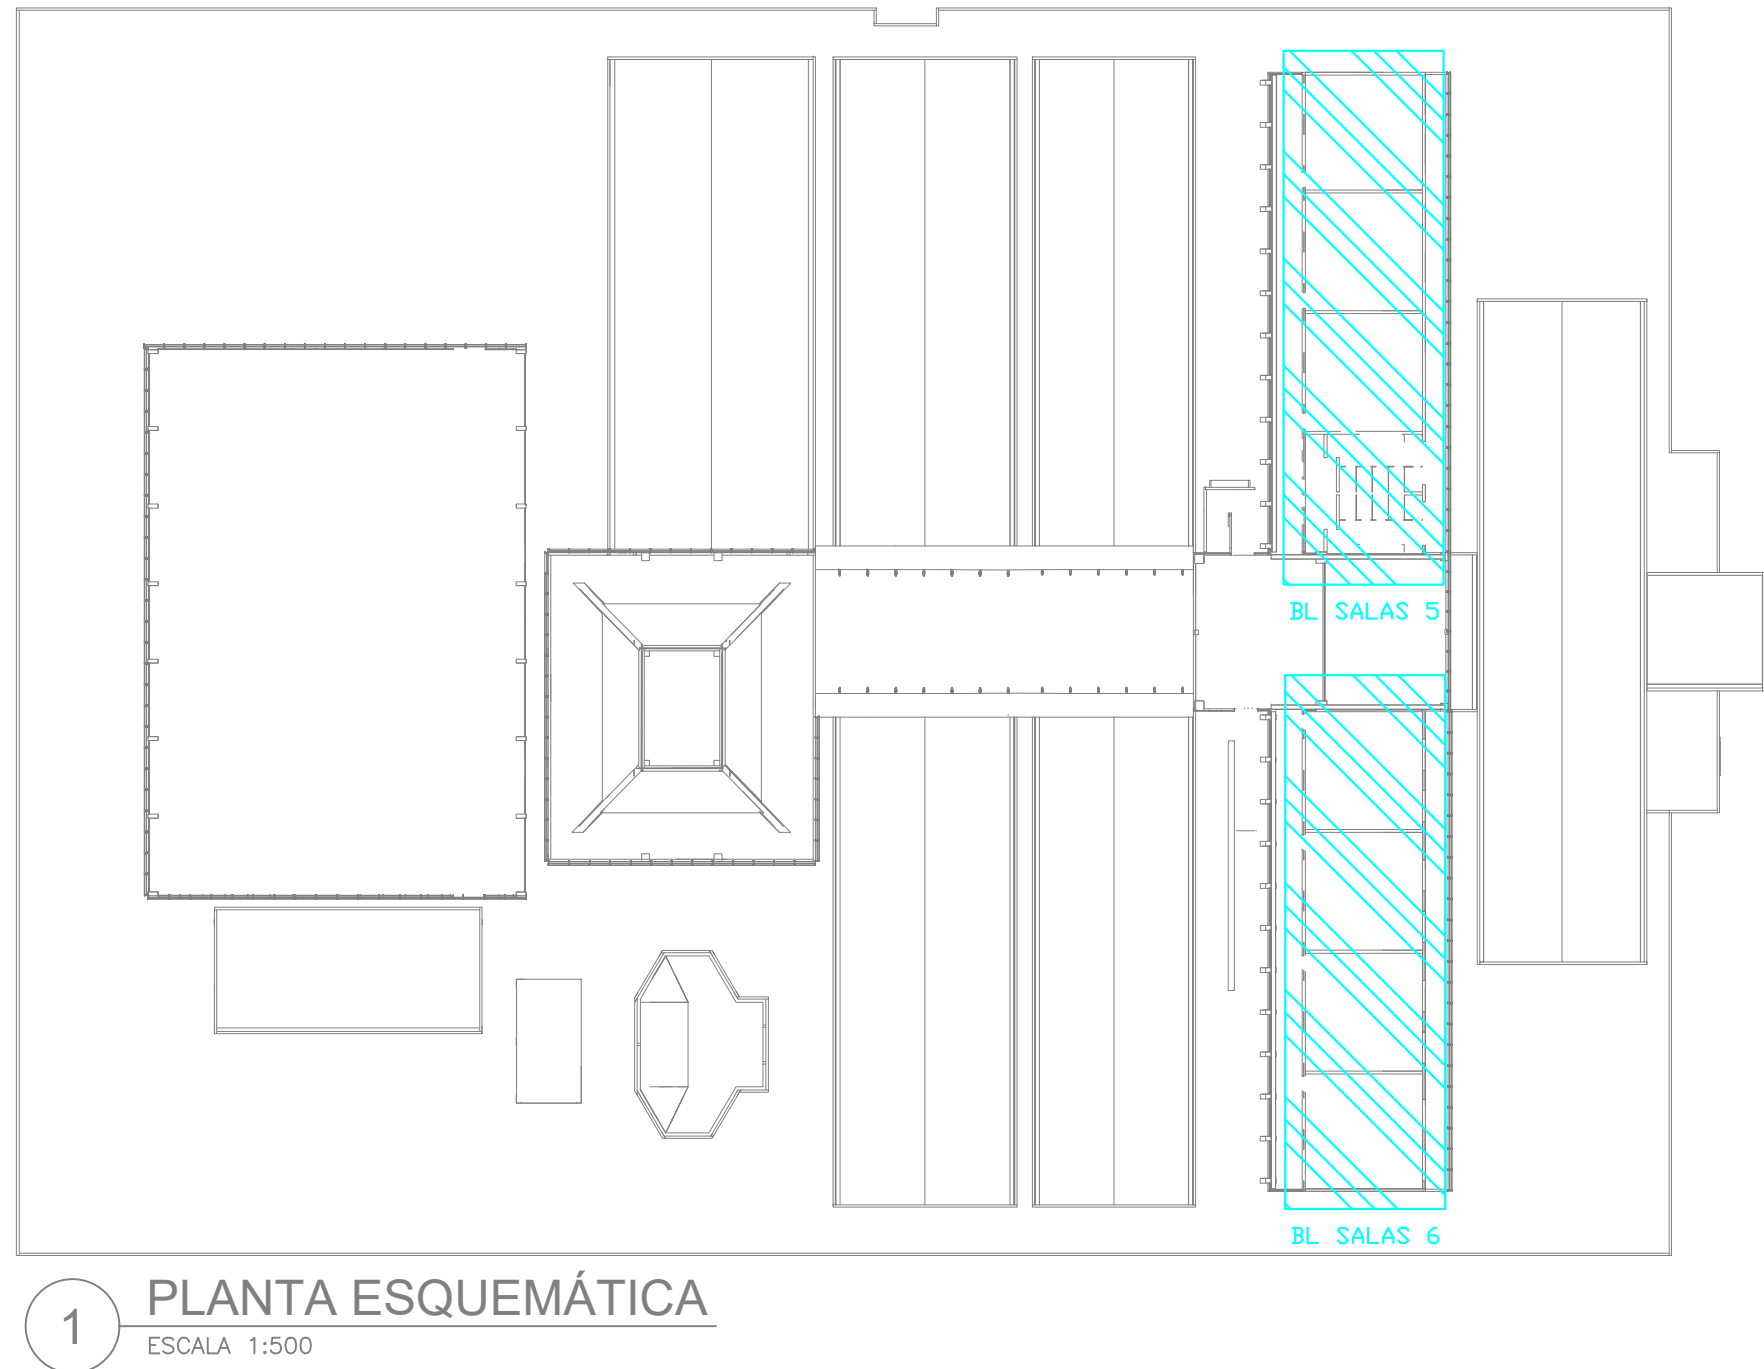 BL SALAS 5
BL SALAS 6
1
PLANTA ESQUEMÁTICA
ESCALA 1:500